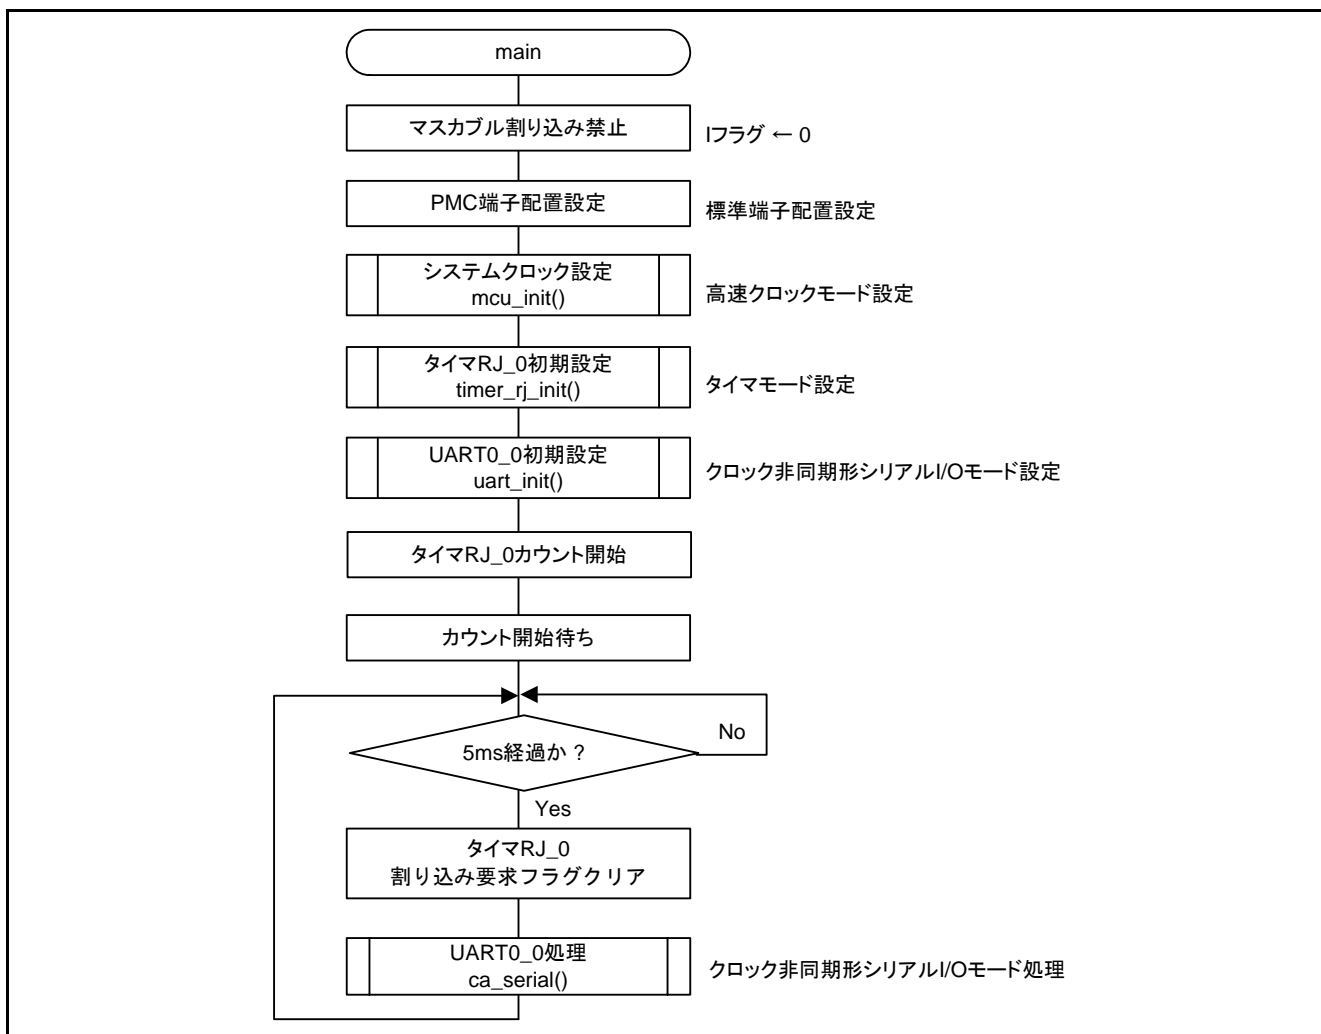 main
マスカブル割り込み禁止
Iフラグ ← 0
PMC端子配置設定
標準端子配置設定
システムクロック設定
mcu_init()
高速クロックモード設定
タイマRJ_0初期設定
timer_rj_init()
タイマモード設定
UART0_0初期設定
uart_init()
クロック非同期形シリアルI/Oモード設定
タイマRJ_0カウント開始
カウント開始待ち
5ms経過か ?
No
Yes
タイマRJ_0
割り込み要求フラグクリア
UART0_0処理
ca_serial()
クロック非同期形シリアルI/Oモード処理